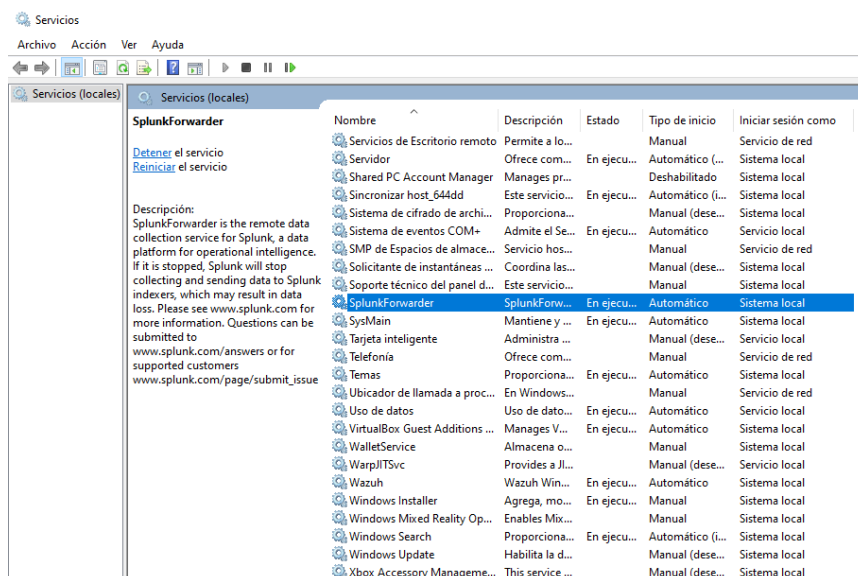 Servicios
Archivo Acción Ver Ayuda
Servicios (locales)
Servicios (locales)
SplunkForwarder
Detener el servicio
Reiniciar el servicio
Descripción:
SplunkForwarder is the remote data
collection service for Splunk, a data
platform for operational intelligence.
If it is stopped, Splunk will stop
collecting and sending data to Splunk
indexers, which may result in data
loss. Please see www.splunk.com for
more information. Questions can be
submitted to
www.splunk.com/answers or for
supported customers
www.splunk.com/page/submit_issue
Nombre Descripción Estado Tipo de inicio Iniciar sesión como
Servicios de Escritorio remoto Permite a lo... Manual Servicio de red
Servidor Ofrece com... En ejecu... Automático (... Sistema local
Shared PC Account Manager Manages pr... Deshabilitado Sistema local
Sincronizar host_644dd Este servicio... En ejecu... Automático (i... Sistema local
Sistema de cifrado de archi... Proporciona... Manual (dese... Sistema local
Sistema de eventos COM+ Admite el Se... En ejecu... Automático Servicio local
SMP de Espacios de almace... Servicio hos... Manual Servicio de red
Solicitante de instantáneas ... Coordina las... Manual (dese... Sistema local
Soporte técnico del panel d... Este servicio... Manual Sistema local
SplunkForwarder SplunkForw... En ejecu... Automático Sistema local
SysMain Mantiene y ... En ejecu... Automático Sistema local
Tarjeta inteligente Administra ... Manual (dese... Servicio local
Telefonía Ofrece com... Manual Servicio de red
Temas Proporciona... En ejecu... Automático Sistema local
Ubicador de llamada a proc... En Windows... Manual Servicio de red
Uso de datos Uso de dato... En ejecu... Automático Servicio local
VirtualBox Guest Additions ... Manages V... En ejecu... Automático Sistema local
WalletService Almacena o... Manual Sistema local
WarpJITSvc Provides a JI... Manual (dese... Servicio local
Wazuh Wazuh Win... En ejecu... Automático Sistema local
Windows Installer Agrega, mo... En ejecu... Manual Sistema local
Windows Mixed Reality Op... Enables Mix... Manual Sistema local
Windows Search Proporciona... En ejecu... Automático (i... Sistema local
Windows Update Habilita la d... Manual (dese... Sistema local
Xbox Accessory Manageme... This service ... Manual (dese... Sistema local